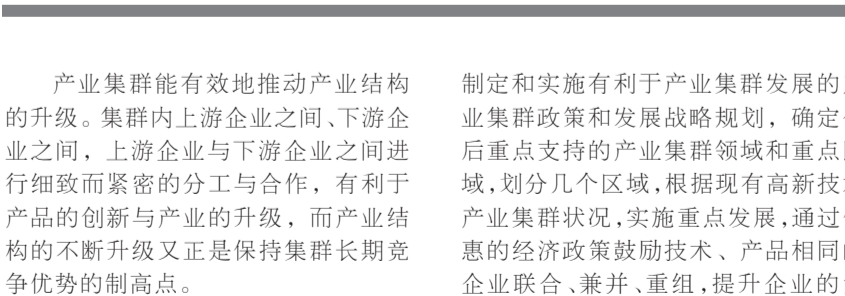 产业集群能有效地推动产业结构
的升级。集群内上游企业之间、下游企
业之间，上游企业与下游企业之间进
行细致而紧密的分工与合作，有利于
产品的创新与产业的升级，而产业结
构的不断升级又正是保持集群长期竞
争优势的制高点。
制定和实施有利于产业集群发展的
业集群政策和发展战略规划，确定
后重点支持的产业集群领域和重点
域，划分几个区域，根据现有高新技
产业集群状况，实施重点发展，通过
惠的经济政策鼓励技术、产品相同
企业联合、兼并、重组，提升企业的